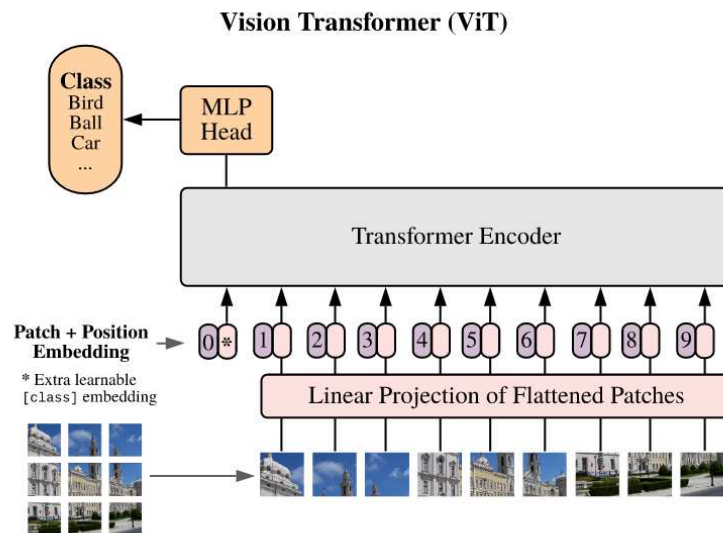 Vision Transformer (ViT)
Class
Bird
Ball
Car
...
MLP
Head
Transformer Encoder
Patch + Position
Embedding
0 * 1 2 3 4 5 6 7 8 9
* Extra learnable
[class] embedding
Linear Projection of Flattened Patches